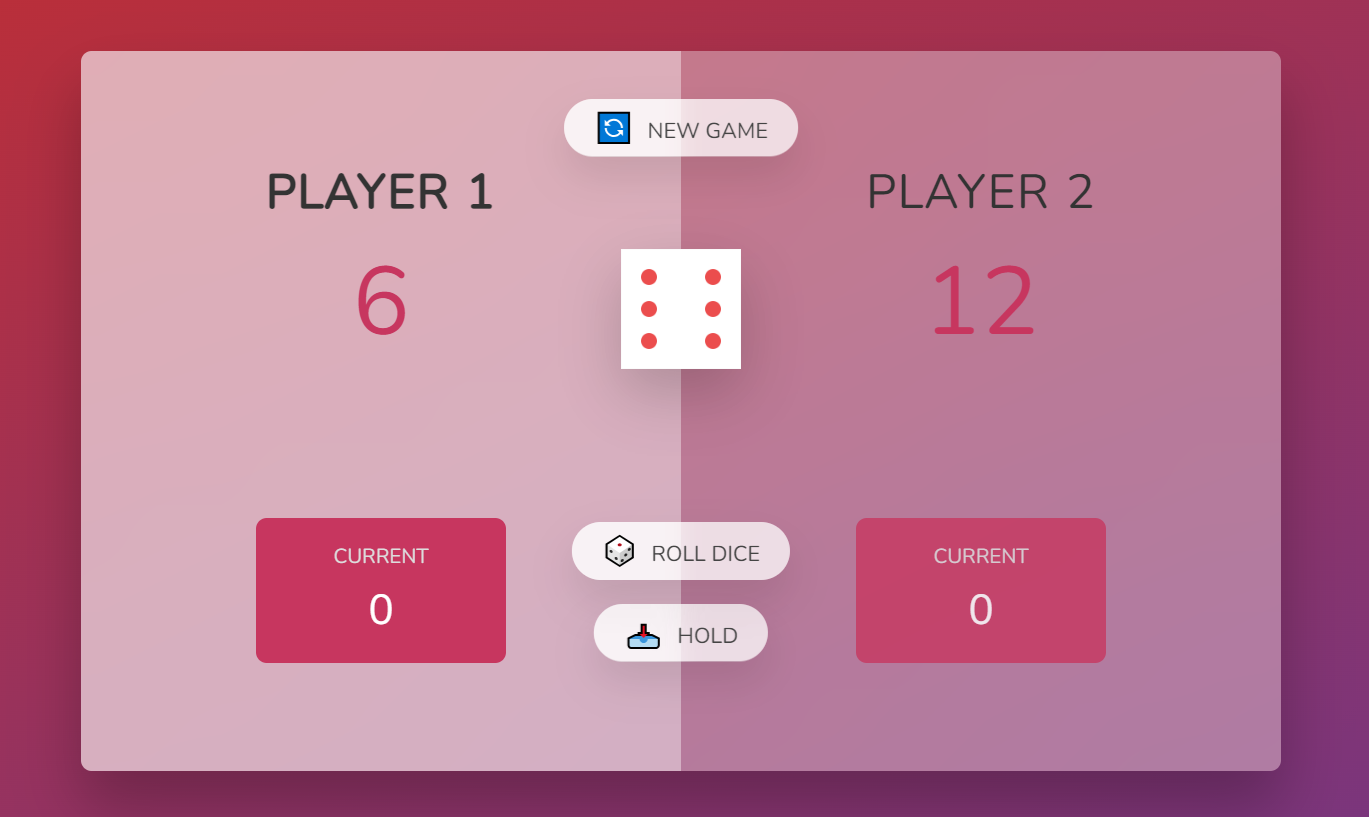 NEW GAME
PLAYER 1
6
PLAYER 2
12
CURRENT
0
ROLL DICE
HOLD
CURRENT
0